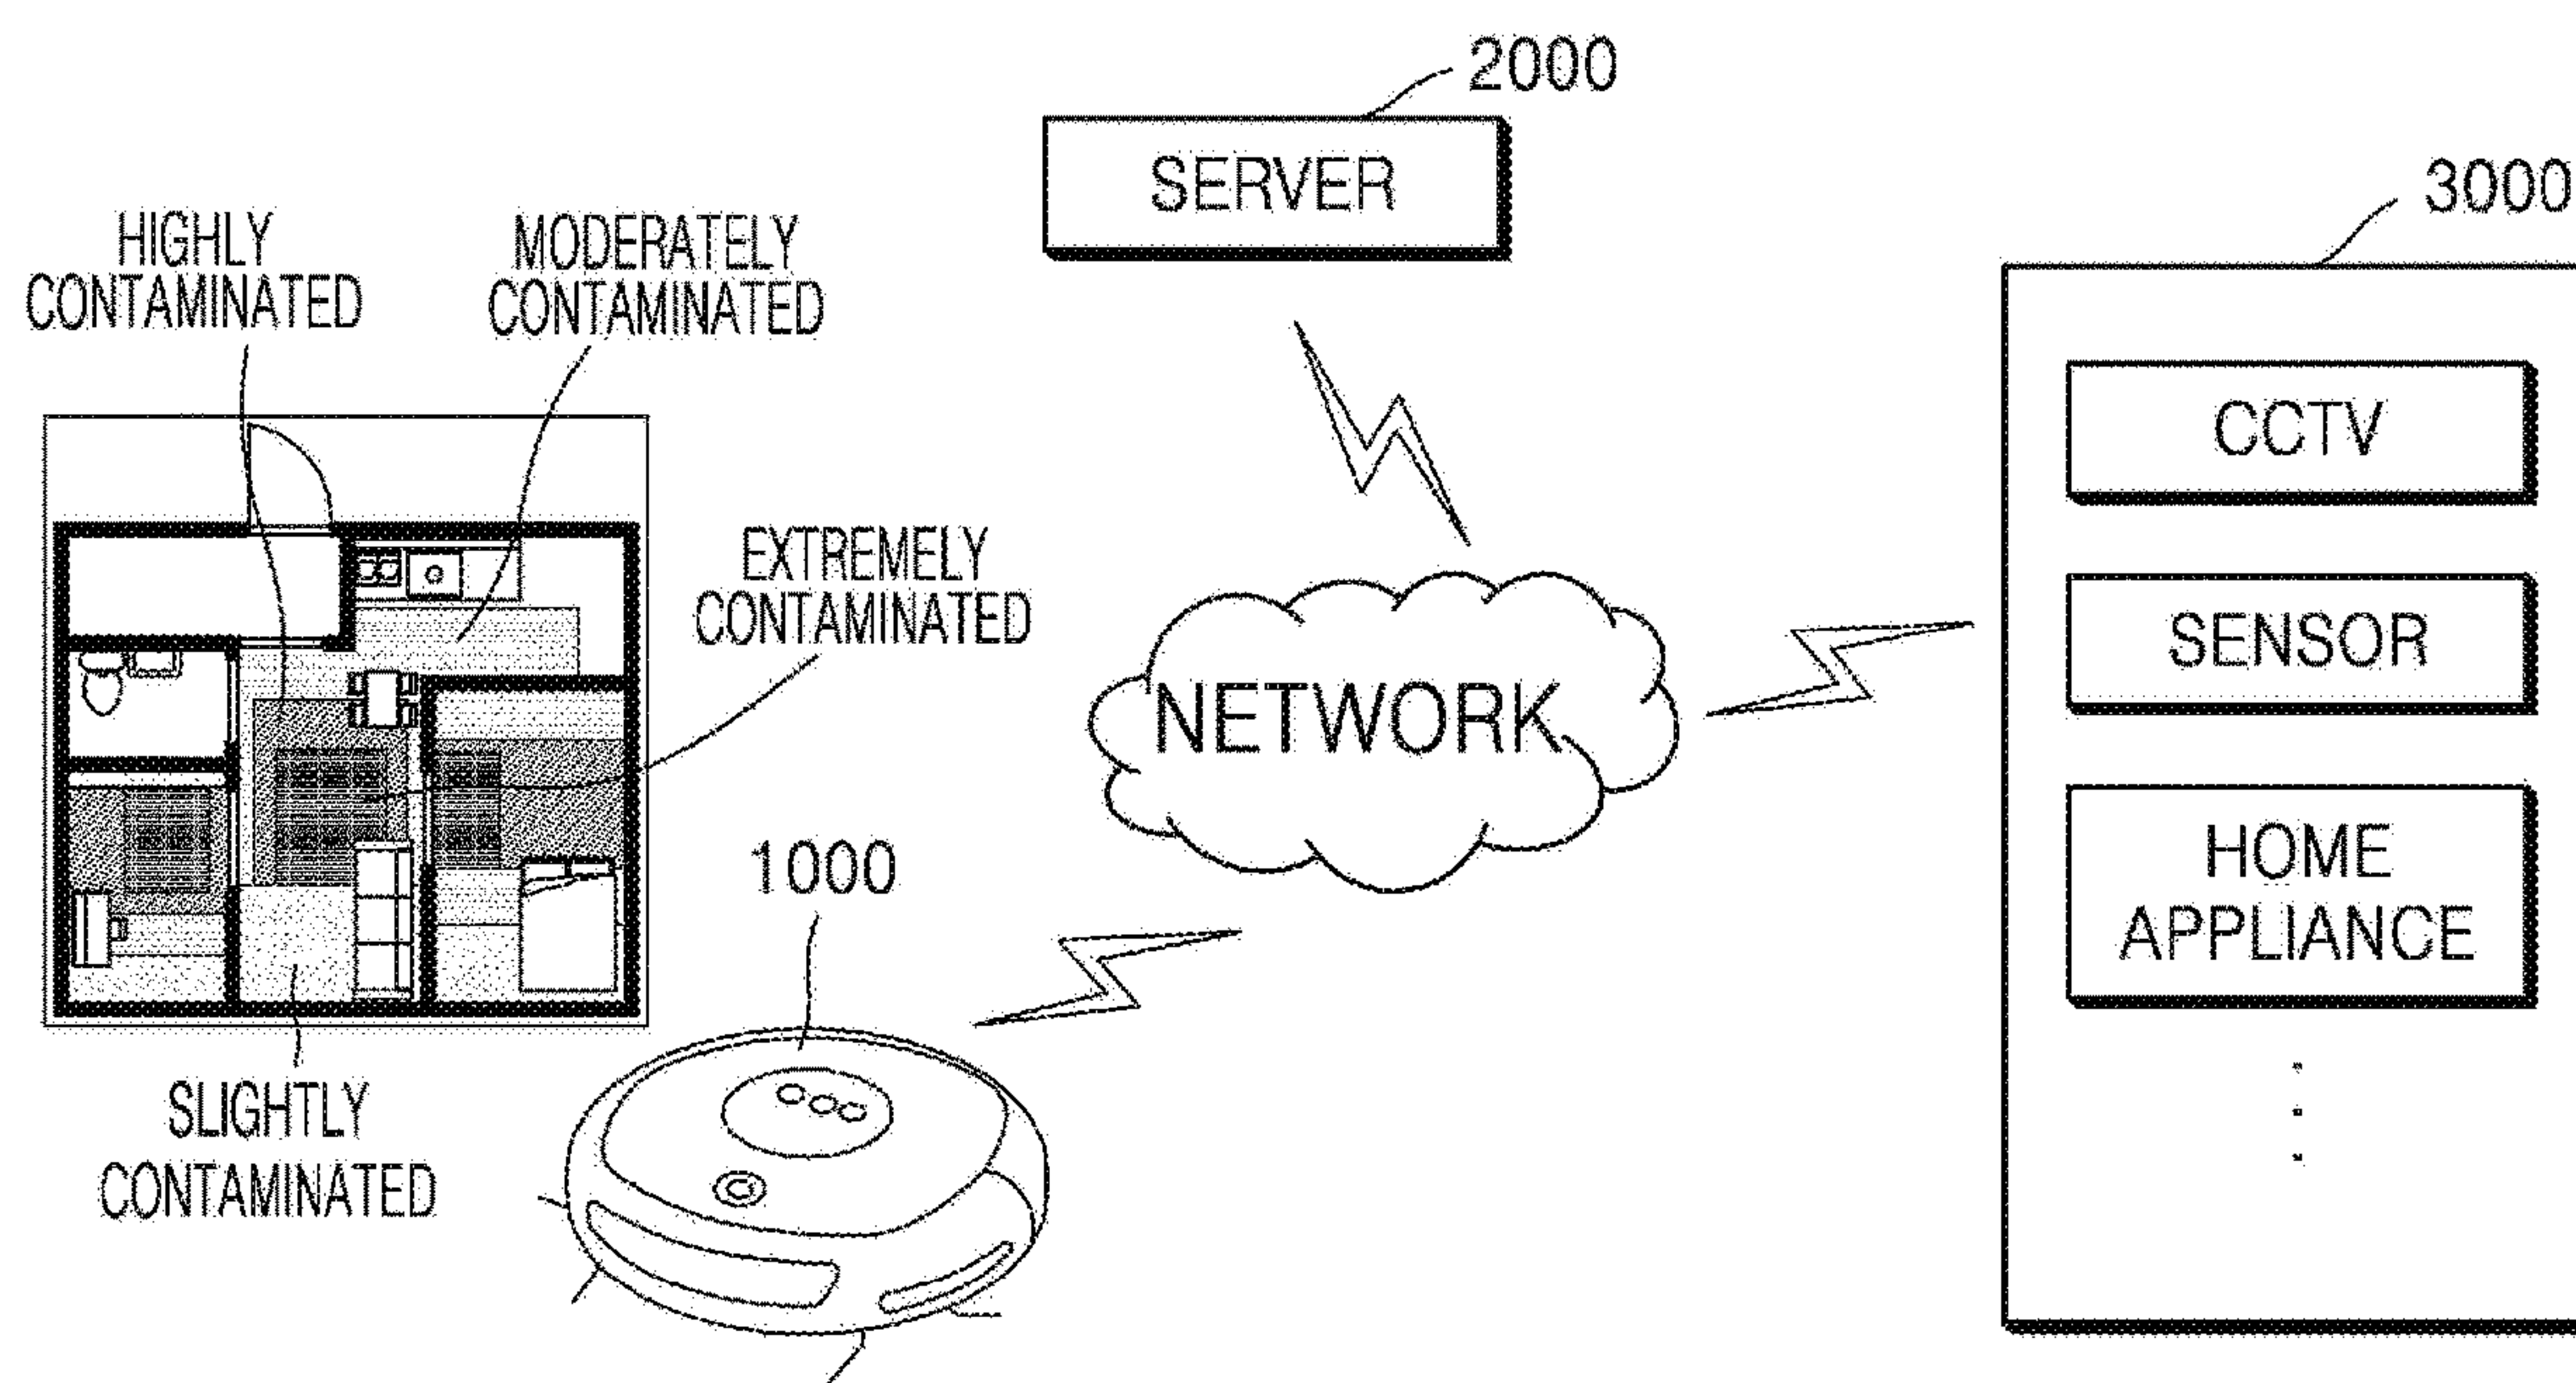 2000
SERVER
3000
HIGHLY
CONTAMINATED
MODERATELY
CONTAMINATED
CCTV
EXTREMELY
CONTAMINATED
SENSOR
NETWORK
HOME
APPLIANCE
1000
SLIGHTLY
CONTAMINATED